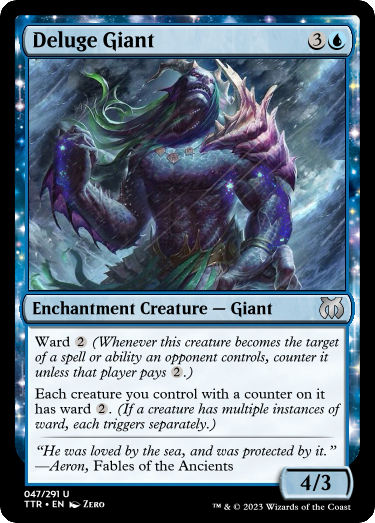 Deluge Giant 3
Enchantment Creature — Giant
Ward 2 (Whenever this creature becomes the target
of a spell or ability an opponent controls, counter it
unless that player pays 2.)
Each creature you control with a counter on it
has ward 2. (If a creature has multiple instances of
ward, each triggers separately.)
“He was loved by the sea, and was protected by it.”
—Aeron, Fables of the Ancients
4/3
047/291 U
TTR • EN Zero
™ & © 2023 Wizards of the Coast